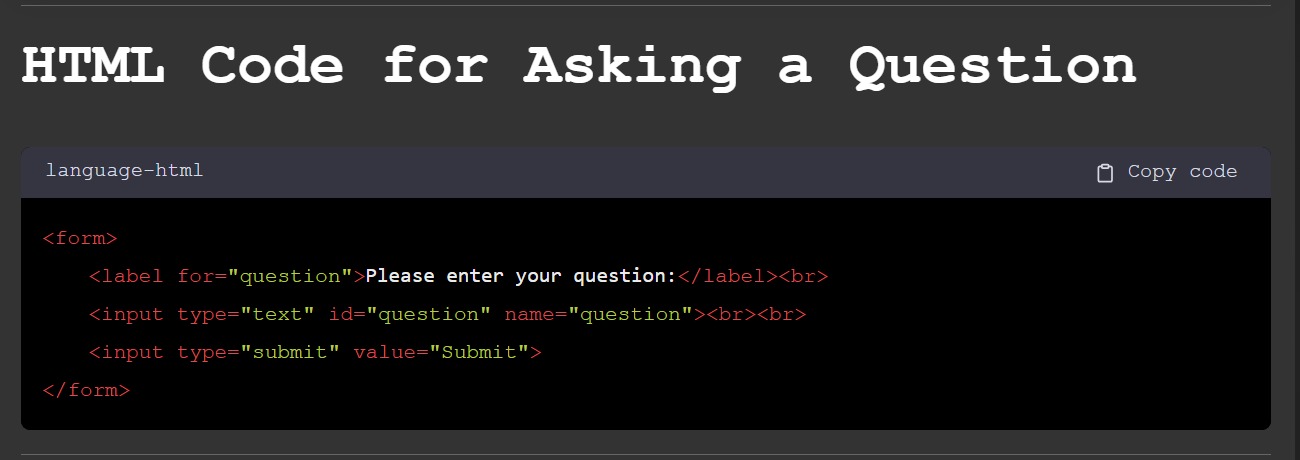 HTML Code for Asking a Question
language-html
Copy code
<form>
<label for="question">Please enter your question:</label><br>
<input type="text" id="question" name="question"><br><br>
<input type="submit" value="Submit">
</form>